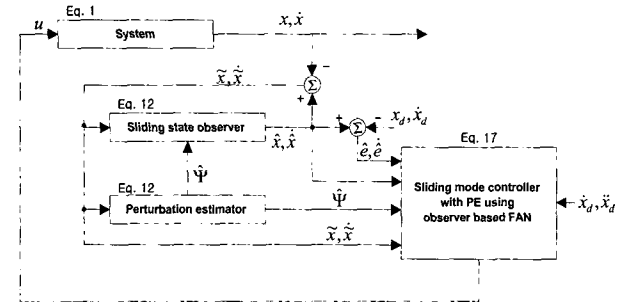 Eq. 1
u
System
x, ẋ
−
Σ
+
x̃, x̃̇
Eq. 12
Sliding state observer
x̂, x̂̇
+
Σ
−
x_d, ẋ_d
ê, ê̇
Eq. 17
Ψ̂
Eq. 12
Perturbation estimator
Ψ̂
x̃, x̃̇
Sliding mode controller
with PE using
observer based FAN
ẋ_d, ẍ_d